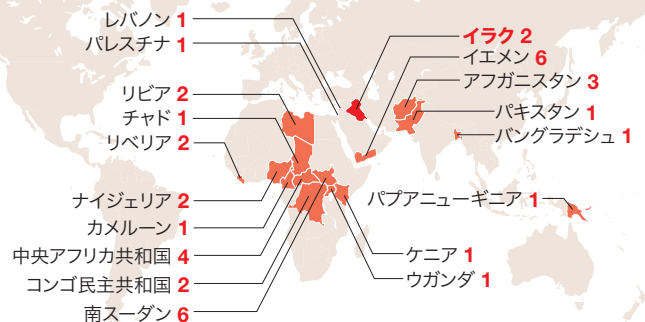 レバノン 1
パレスチナ 1
リビア 2
チャド 1
リベリア 2
ナイジェリア 2
カメルーン 1
中央アフリカ共和国 4
コンゴ民主共和国 2
南スーダン 6
イラク 2
イエメン 6
アフガニスタン 3
パキスタン 1
バングラデシュ 1
パプアニューギニア 1
ケニア 1
ウガンダ 1